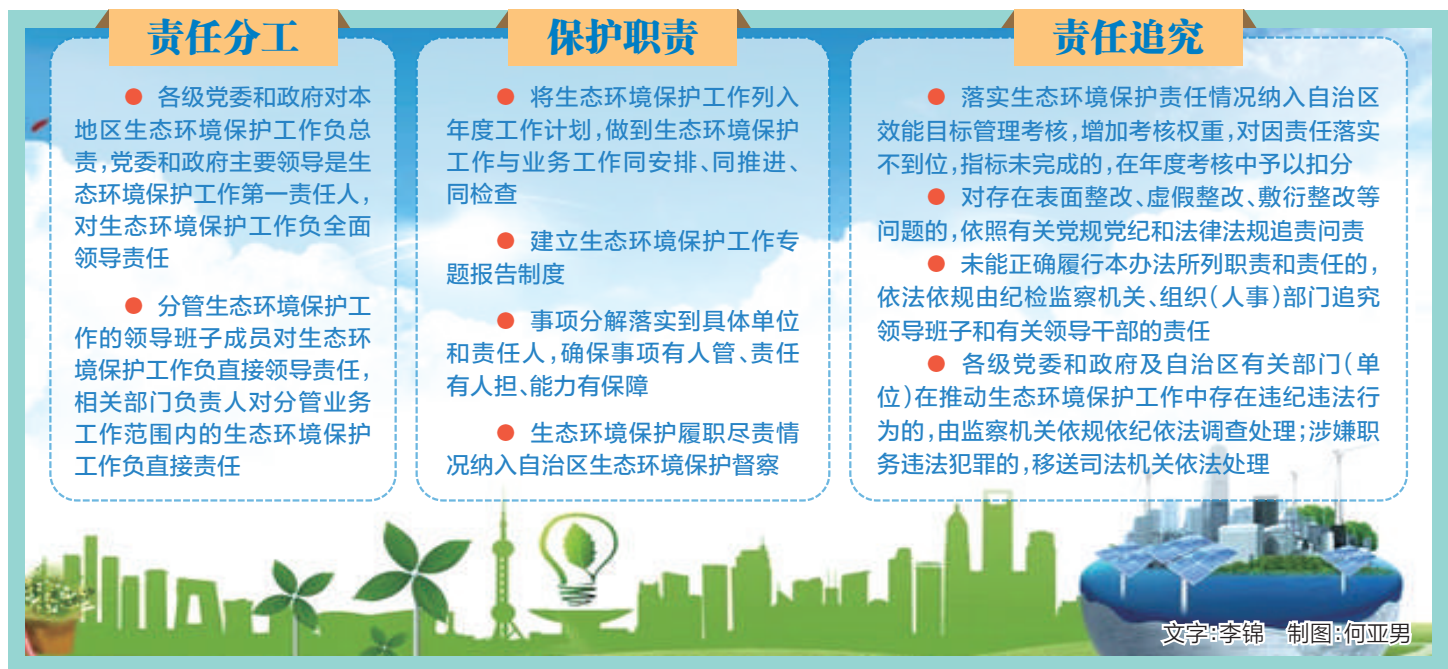 责任分工
各级党委和政府对本
地区生态环境保护工作负总
责,党委和政府主要领导是生
态环境保护工作第一责任人,
对生态环境保护工作负全面
领导责任
分管生态环境保护工
作的领导班子成员对生态环
境保护工作负直接领导责任,
相关部门负责人对分管业务
工作范围内的生态环境保护
工作负直接责任
保护职责
将生态环境保护工作列入
年度工作计划,做到生态环境保护
工作与业务工作同安排、同推进、
同检查
建立生态环境保护工作专
题报告制度
事项分解落实到具体单位
和责任人,确保事项有人管、责任
有人担、能力有保障
生态环境保护履职尽责情
况纳入自治区生态环境保护督察
责任追究
落实生态环境保护责任情况纳入自治区
效能目标管理考核,增加考核权重,对因责任落实
不到位,指标未完成的,在年度考核中予以扣分
对存在表面整改、虚假整改、敷衍整改等
问题的,依照有关党规党纪和法律法规追责问责
未能正确履行本办法所列职责和责任的,
依法依规由纪检监察机关、组织(人事)部门追究
领导班子和有关领导干部的责任
各级党委和政府及自治区有关部门(单
位)在推动生态环境保护工作中存在违纪违法行
为的,由监察机关依规依纪依法调查处理;涉嫌职
务违法犯罪的,移送司法机关依法处理
文字:李锦 制图:何亚男